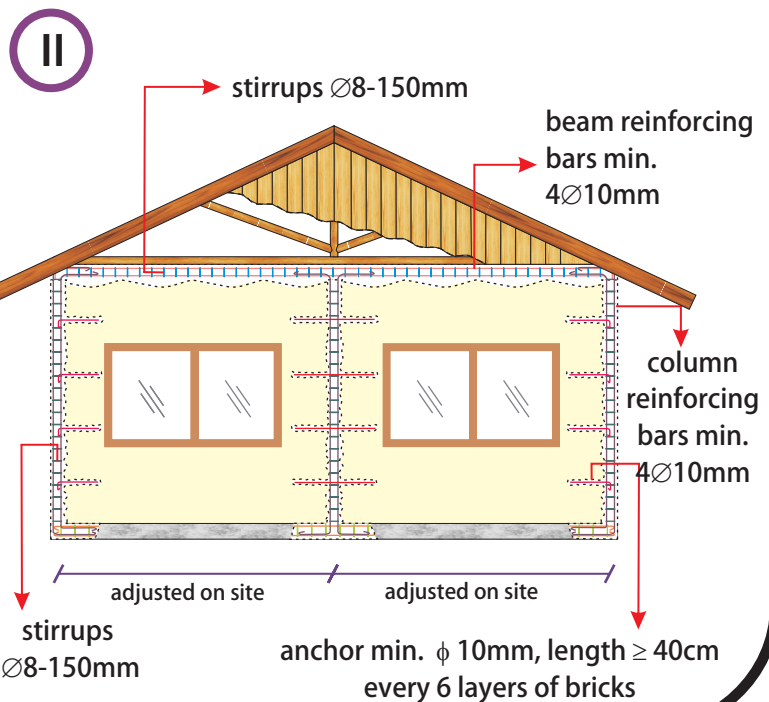 II
stirrups ∅8-150mm
beam reinforcing
bars min.
4∅10mm
column
reinforcing
bars min.
4∅10mm
adjusted on site
adjusted on site
stirrups
∅8-150mm
anchor min. ϕ 10mm, length ≥ 40cm
every 6 layers of bricks